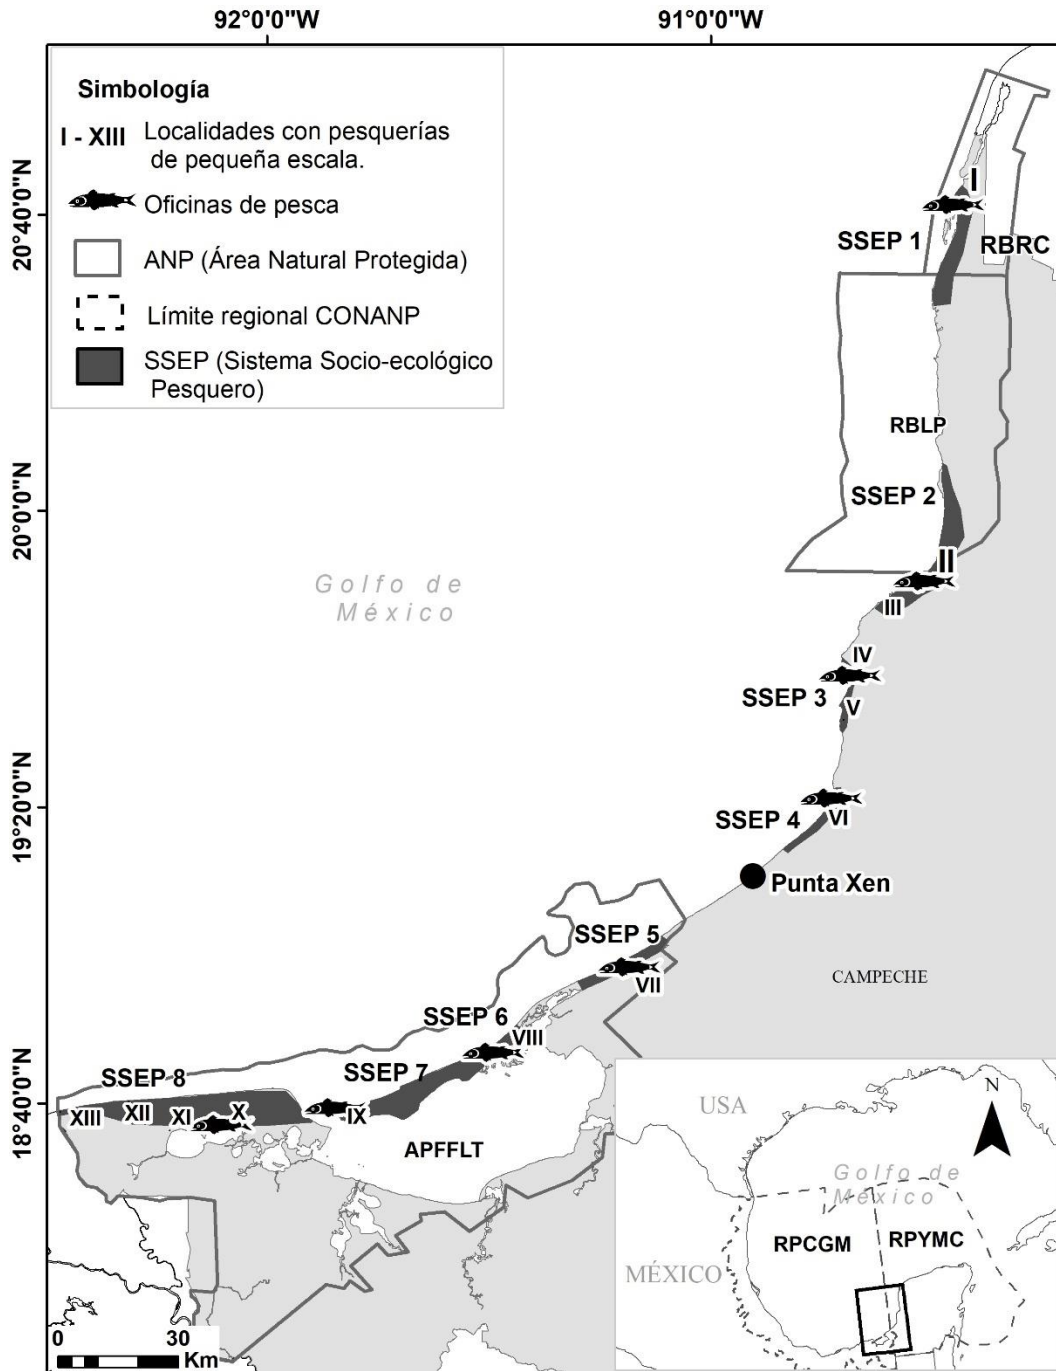 92°0'0"W
91°0'0"W
Simbología
I - XIII Localidades con pesquerías
de pequeña escala.
Oficinas de pesca
ANP (Área Natural Protegida)
Límite regional CONANP
SSEP (Sistema Socio-ecológico
Pesquero)
20°40'0"N
20°0'0"N
19°20'0"N
18°40'0"N
I
SSEP 1
RBRC
RBLP
SSEP 2
II
III
Golfo de
México
IV
SSEP 3
V
SSEP 4
VI
Punta Xen
SSEP 5
VII
CAMPECHE
SSEP 6
VIII
SSEP 7
SSEP 8
XIII
XII
XI
X
IX
APFFLT
USA
N
Golfo de
México
RPCGM
RPYMC
MÉXICO
0
30
Km